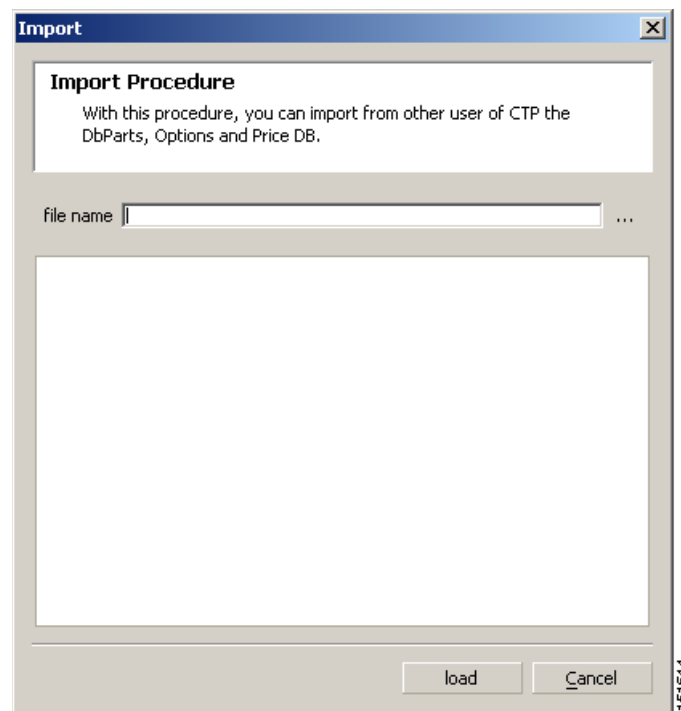 Import
Import Procedure
With this procedure, you can import from other user of CTP the
DbParts, Options and Price DB.
file name
...
load
Cancel